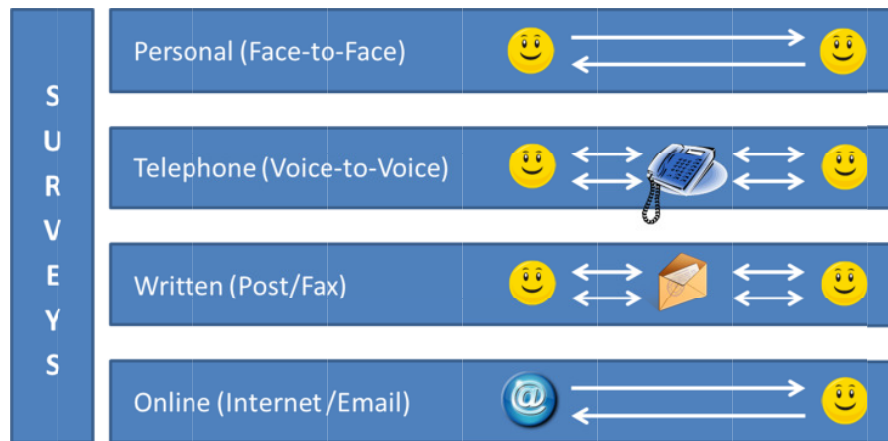 SURVEYS
Personal (Face-to-Face)
Telephone (Voice-to-Voice)
Written (Post/Fax)
Online (Internet/Email)
@